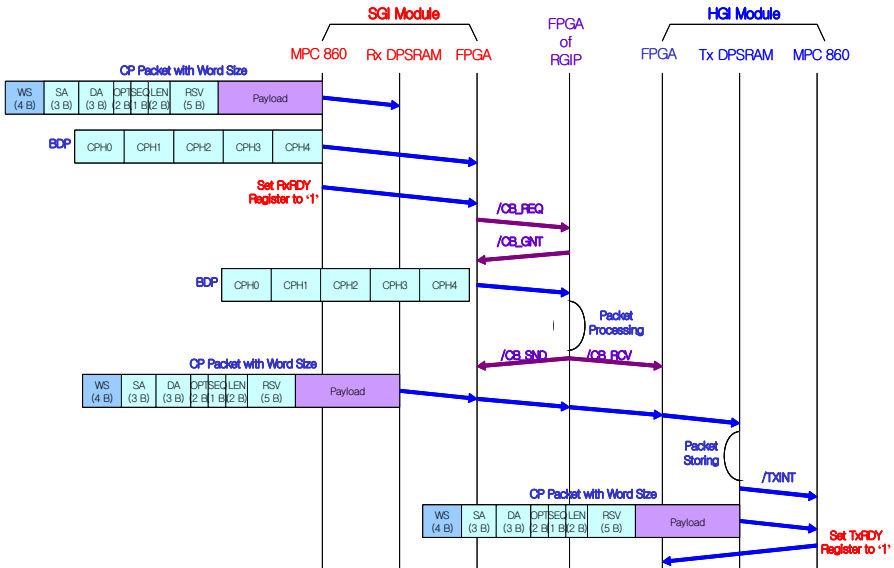 SGI Module
FPGA
of
RGIP
HGI Module
MPC 860
Rx DPSRAM
FPGA
FPGA
Tx DPSRAM
MPC 860
CP Packet with Word Size
WS
(4 B)
SA
(3 B)
DA
(3 B)
OPT
(2 B)
SEQ
(1 B)
LEN
(2 B)
RSV
(5 B)
Payload
BDP
CPH0
CPH1
CPH2
CPH3
CPH4
Set RxRDY
Register to '1'
/CB_REQ
/CB_GNT
BDP
CPH0
CPH1
CPH2
CPH3
CPH4
Packet
Processing
/CB_SND
/CB_RCV
CP Packet with Word Size
WS
(4 B)
SA
(3 B)
DA
(3 B)
OPT
(2 B)
SEQ
(1 B)
LEN
(2 B)
RSV
(5 B)
Payload
Packet
Storing
/TXINT
CP Packet with Word Size
WS
(4 B)
SA
(3 B)
DA
(3 B)
OPT
(2 B)
SEQ
(1 B)
LEN
(2 B)
RSV
(5 B)
Payload
Set TxRDY
Register to '1'